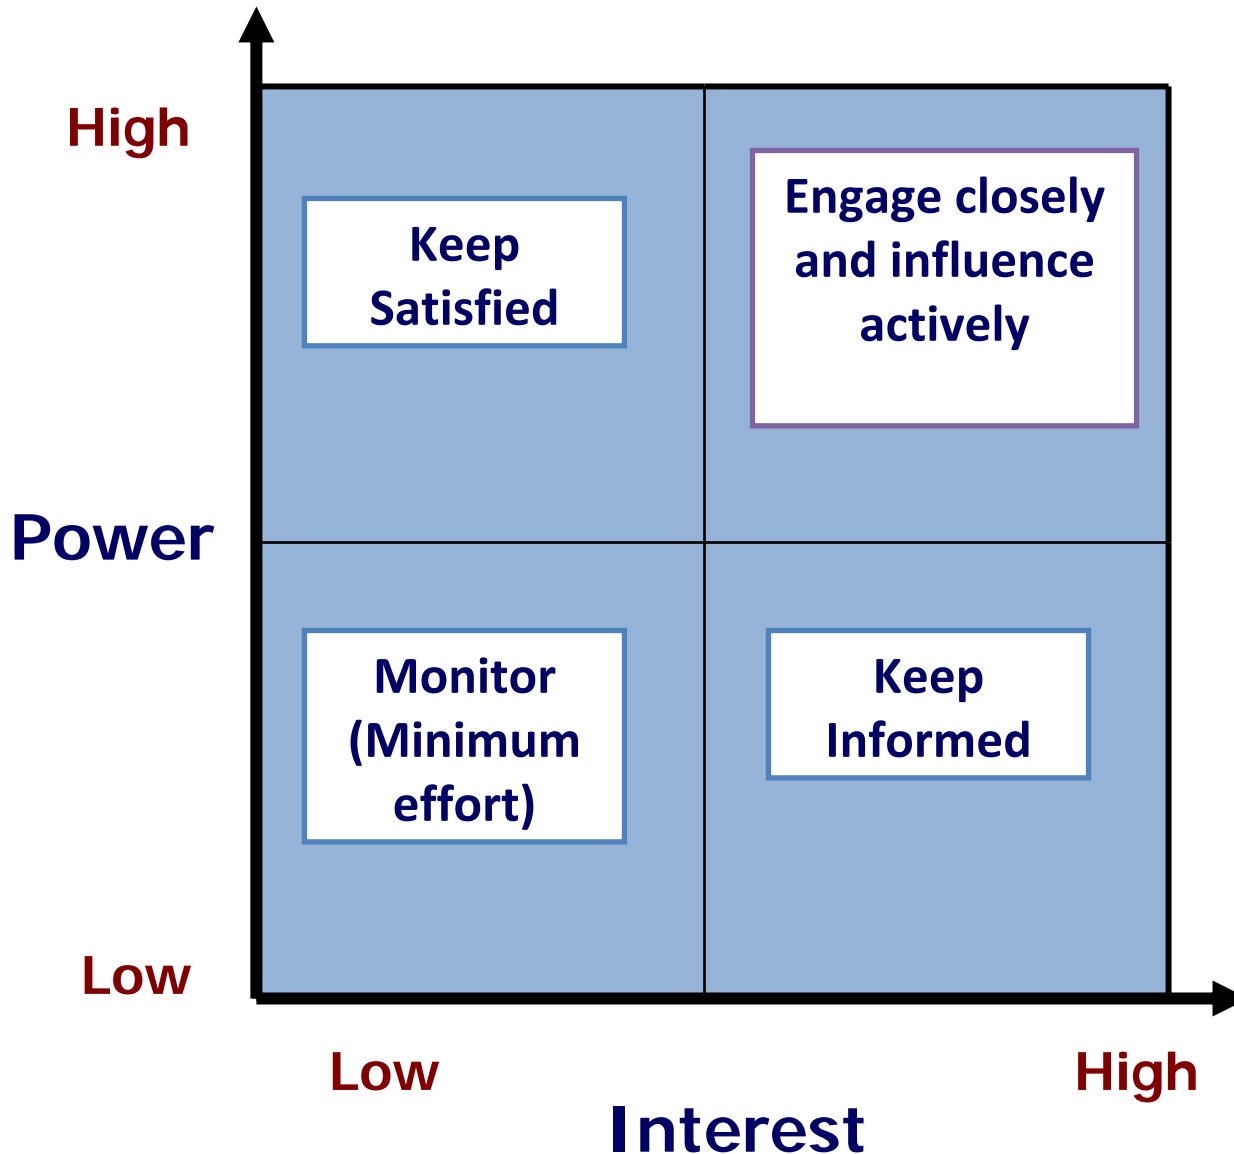 High
Keep
Satisfied
Engage closely
and influence
actively
Power
Monitor
(Minimum
effort)
Keep
Informed
Low
Low
High
Interest